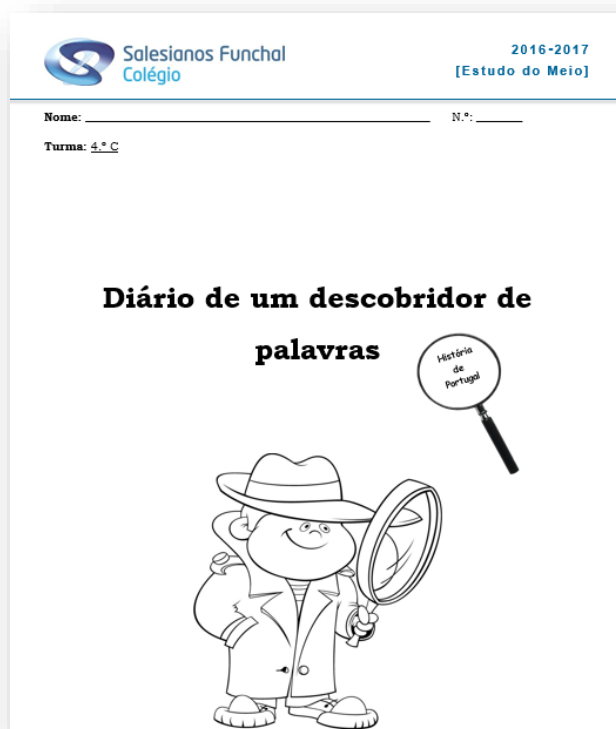 Salesianos Funchal
Colégio
2016-2017
[Estudo do Meio]
Nome: N.º:
Turma: 4.º C
Diário de um descobridor de
palavras
História
de
Portugal